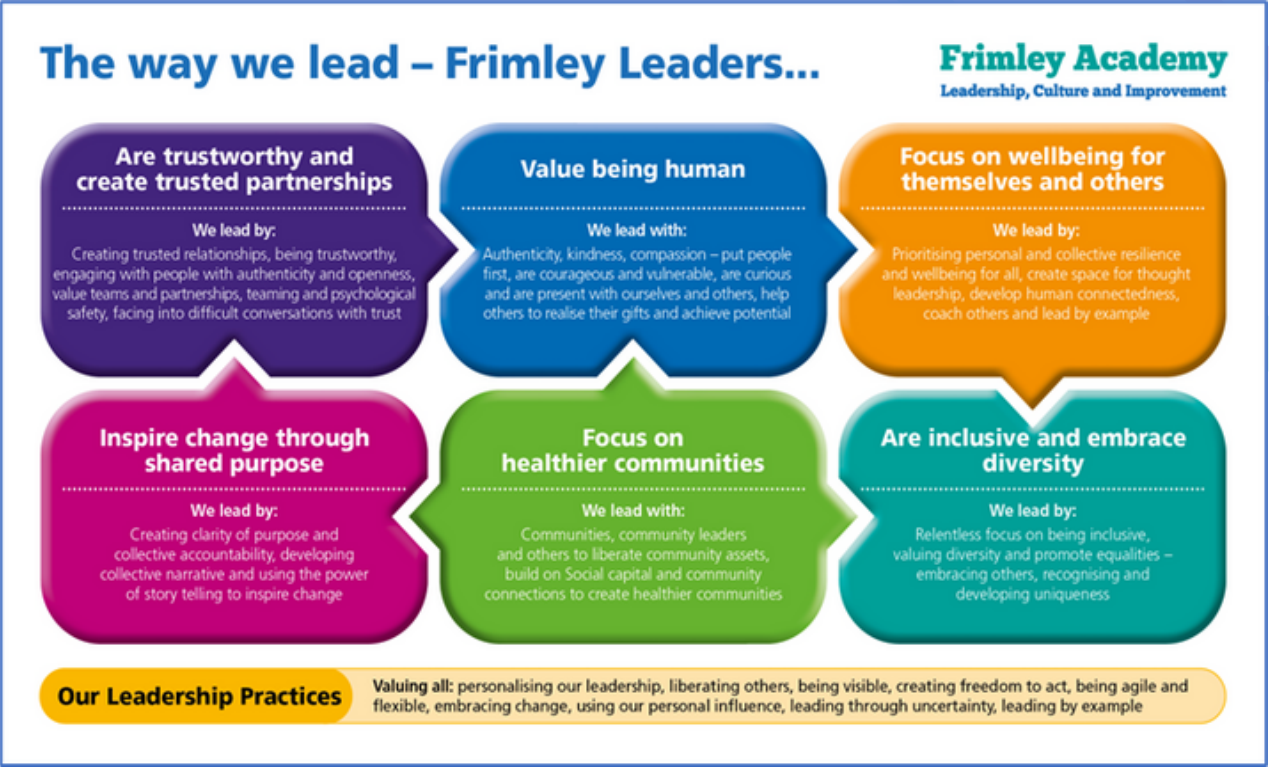 The way we lead – Frimley Leaders...
Frimley Academy
Leadership, Culture and Improvement
Are trustworthy and
create trusted partnerships
We lead by:
Creating trusted relationships, being trustworthy,
engaging with people with authenticity and openness,
value teams and partnerships, teaming and psychological
safety, facing into difficult conversations with trust
Value being human
We lead with:
Authenticity, kindness, compassion – put people
first, are courageous and vulnerable, are curious
and are present with ourselves and others, help
others to realise their gifts and achieve potential
Focus on wellbeing for
themselves and others
We lead by:
Prioritising personal and collective resilience
and wellbeing for all, create space for thought
leadership, develop human connectedness,
coach others and lead by example
Inspire change through
shared purpose
We lead by:
Creating clarity of purpose and
collective accountability, developing
collective narrative and using the power
of story telling to inspire change
Focus on
healthier communities
We lead with:
Communities, community leaders
and others to liberate community assets,
build on Social capital and community
connections to create healthier communities
Are inclusive and embrace
diversity
We lead by:
Relentless focus on being inclusive,
valuing diversity and promote equalities –
embracing others, recognising and
developing uniqueness
Our Leadership Practices
Valuing all: personalising our leadership, liberating others, being visible, creating freedom to act, being agile and
flexible, embracing change, using our personal influence, leading through uncertainty, leading by example